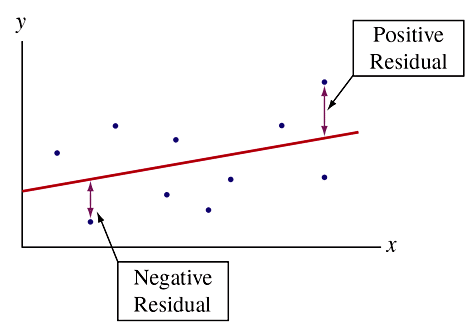 y
Positive
Residual
x
Negative
Residual